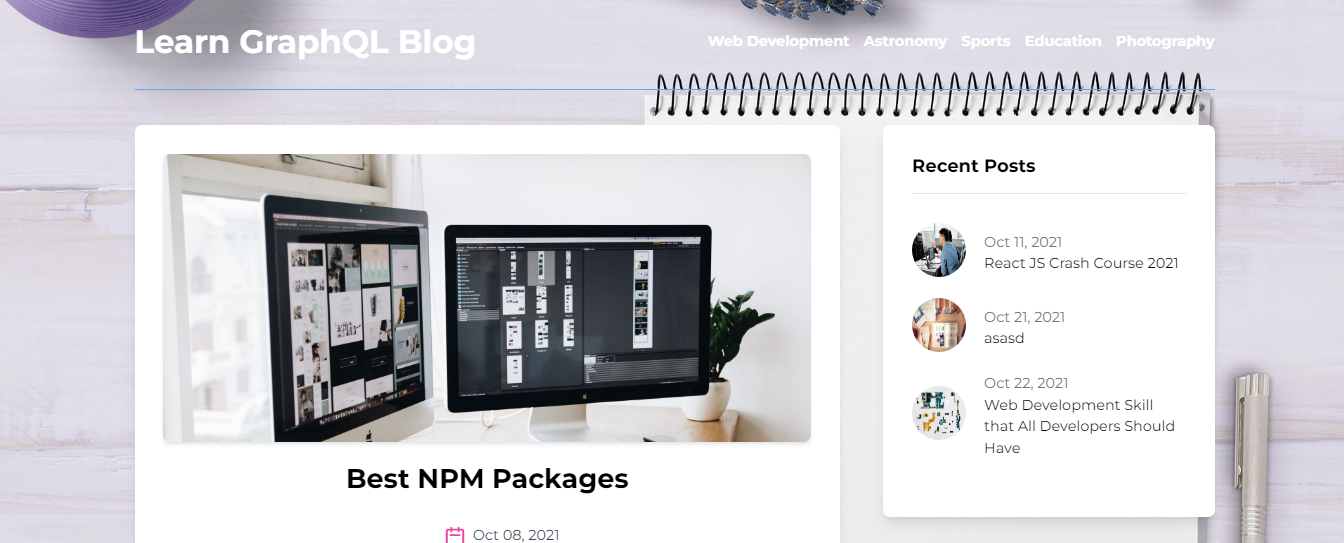 Learn GraphQL Blog
Web Development Astronomy Sports Education Photography
Best NPM Packages
Oct 08, 2021
Recent Posts
Oct 11, 2021
React JS Crash Course 2021
Oct 21, 2021
asasd
Oct 22, 2021
Web Development Skill
that All Developers Should
Have